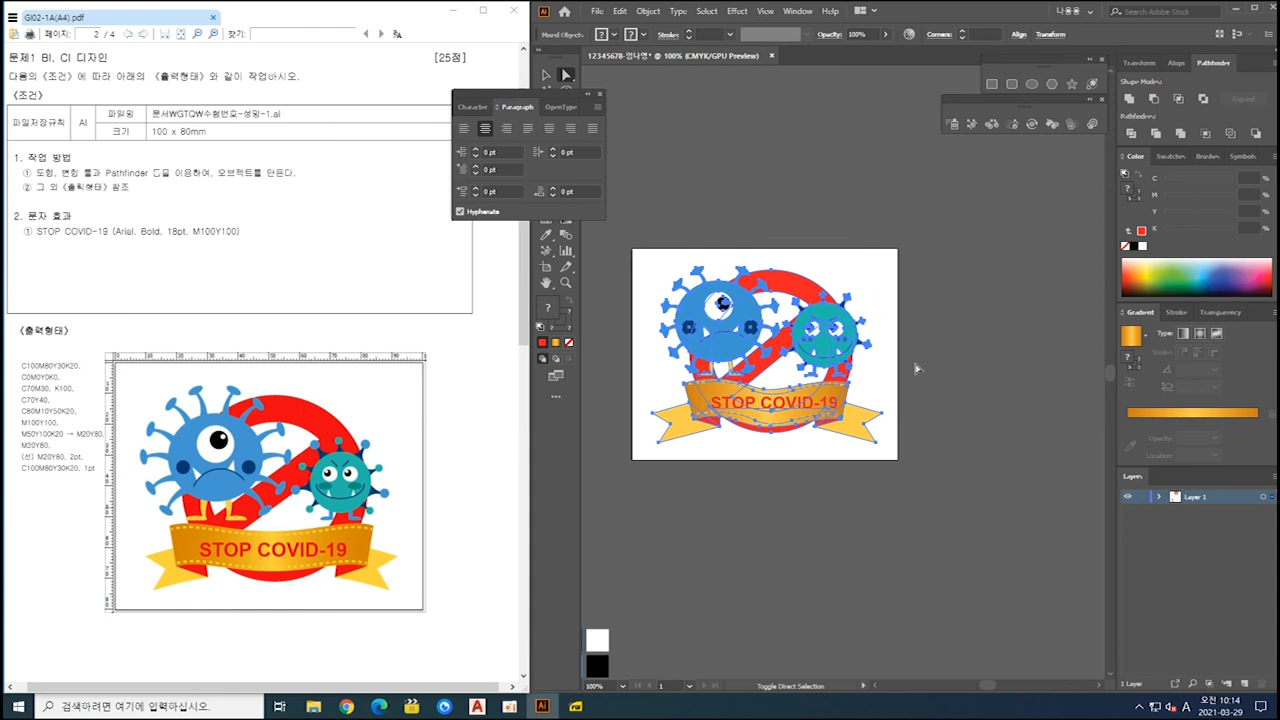 GI02-1A(A4).pdf
페이지: 2 / 4 찾기:
문제1 BI, CI 디자인 [25점]
다음의 《조건》에 따라 아래의 《출력형태》와 같이 작업하시오.
《조건》
파일저장규칙 AI 파일명 문서₩GTQ₩수험번호-성명-1.ai
크기 100 x 80mm
1. 작업 방법
① 도형, 변형 툴과 Pathfinder 등을 이용하여, 오브젝트를 만든다.
② 그 외 《출력형태》 참조
2. 문자 효과
① STOP COVID-19 (Arial, Bold, 18pt, M100Y100)
《출력형태》
C100M80Y30K20,
C0M0Y0K0,
C70M30, K100,
C70Y40,
C80M10Y50K20,
M100Y100,
M50Y100K20 → M20Y80,
M20Y80,
(선) M20Y80, 2pt,
C100M80Y30K20, 1pt
STOP COVID-19
File Edit Object Type Select Effect View Window Help
Search Adobe Stock
Mixed Objects Stroke: Opacity: 100% Corners: Align Transform
12345678-임나영* @ 100% (CMYK/GPU Preview)
Character Paragraph OpenType
0 pt 0 pt
0 pt
0 pt 0 pt
Hyphenate
STOP COVID-19
Transform Align Pathfinder
Shape Modes:
Expand
Pathfinders:
Color Swatches Brushes Symbols
C %
M %
Y %
K %
Gradient Stroke Transparency
Type:
Stroke:
Opacity:
Location:
Layers
Layer 1
1 Layer
100% 1 Toggle Direct Selection
검색하려면 여기에 입력하십시오.
A 오전 10:14
2021-03-29